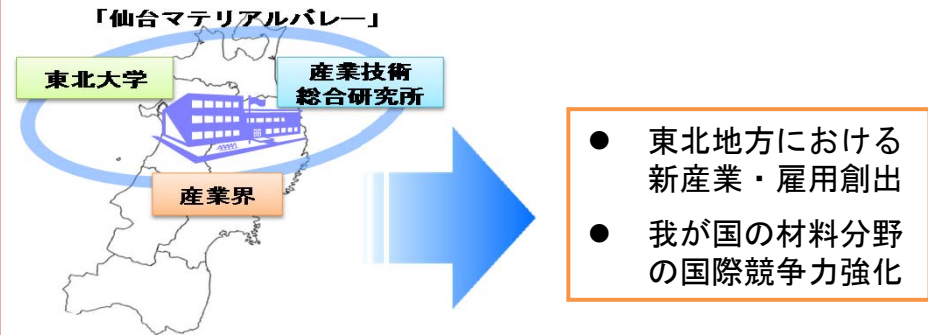 「仙台マテリアルバレー」
東北大学
産業技術
総合研究所
産業界
● 東北地方における
新産業・雇用創出
● 我が国の材料分野
の国際競争力強化